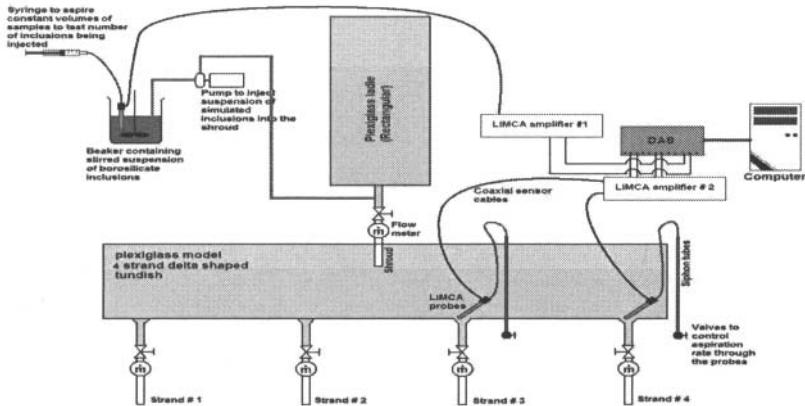 Syringe to aspire
constant volumes of
samples to test number
of inclusions being
injected
Pump to inject
suspension of
simulated
inclusions into the
shroud
Beaker containing
stirred suspension
of borosilicate
inclusions
Plexiglass ladle
(Rectangular)
LIMCA amplifier #1
DAS
LIMCA amplifier # 2
Computer
Coaxial sensor
cables
Flow
meter
m
plexiglass model
4 strand delta shaped
tundish
Shroud
LIMCA
probes
Siphon tubes
Valves to
control
aspiration
rate through
the probes
m
m
m
m
Strand # 1
Strand # 2
Strand # 3
Strand # 4